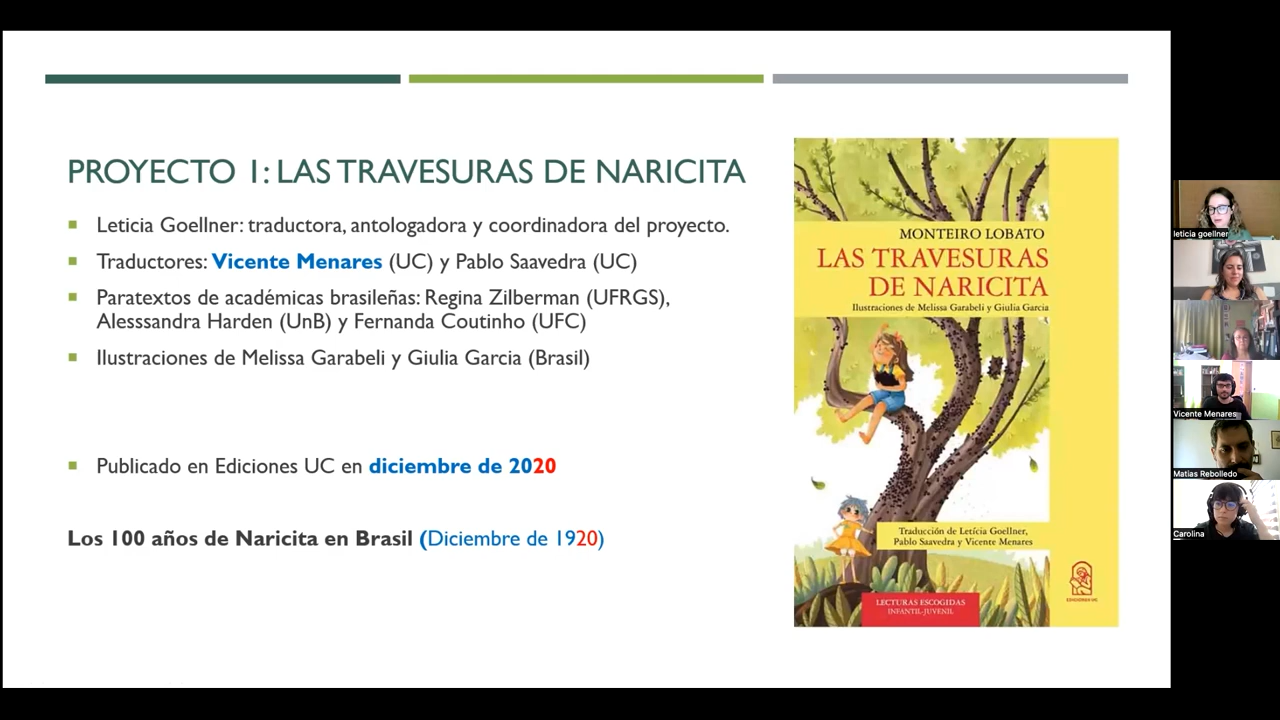 PROYECTO 1: LAS TRAVESURAS DE NARICITA
Leticia Goellner: traductora, antologadora y coordinadora del proyecto.
Traductores: Vicente Menares (UC) y Pablo Saavedra (UC)
Paratextos de académicas brasileñas: Regina Zilberman (UFRGS),
Alesssandra Harden (UnB) y Fernanda Coutinho (UFC)
Ilustraciones de Melissa Garabeli y Giulia Garcia (Brasil)
Publicado en Ediciones UC en diciembre de 2020
Los 100 años de Naricita en Brasil (Diciembre de 1920)
MONTEIRO LOBATO
LAS TRAVESURAS
DE NARICITA
Ilustraciones de Melissa Garabeli y Giulia Garcia
Traducción de Letícia Goellner,
Pablo Saavedra y Vicente Menares
LECTURAS ESCOGIDAS
INFANTIL-JUVENIL
EDICIONES UC
leticia goellner
Vicente Menares
Matias Rebolledo
Carolina